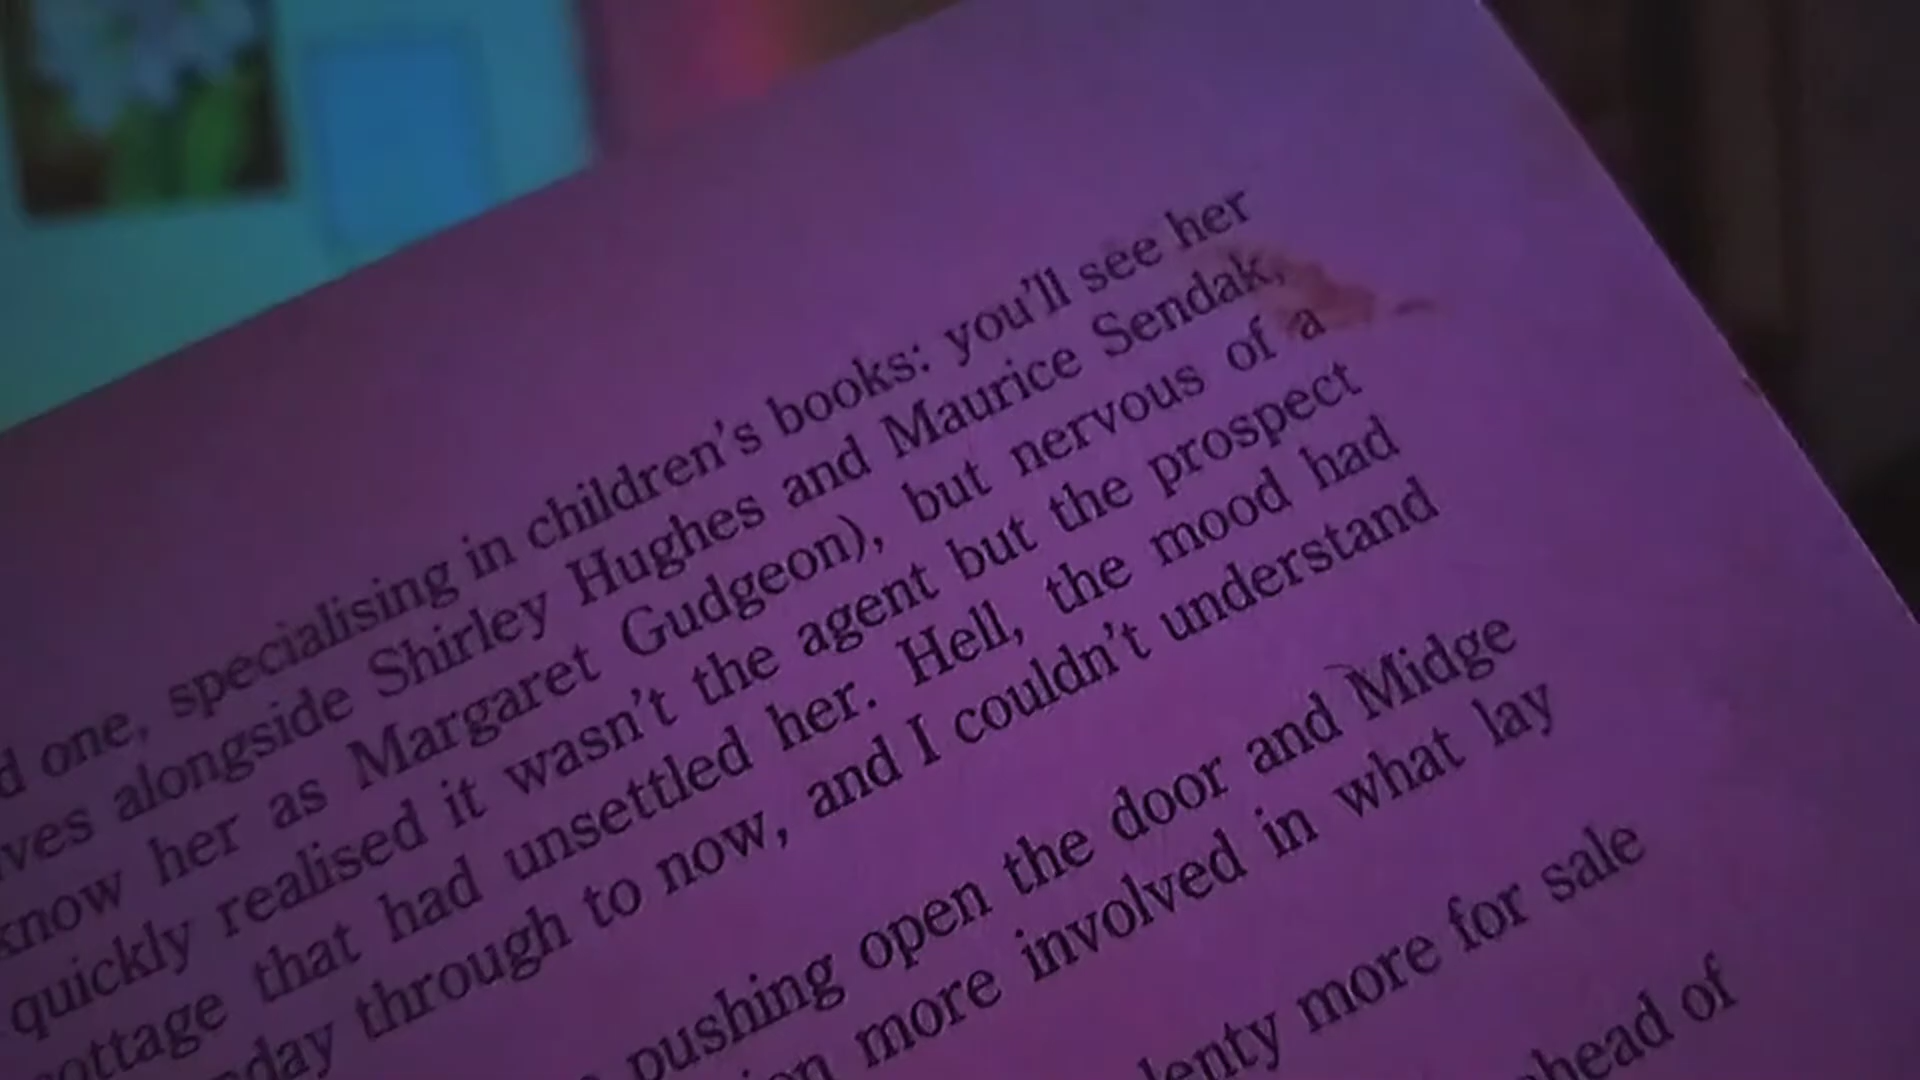 one, specialising in children's books: you'll see her
alongside Shirley Hughes and Maurice Sendak,
know her as Margaret Gudgeon), but nervous of a
quickly realised it wasn't the agent but the prospect
cottage that had unsettled her. Hell, the mood had
through to now, and I couldn't understand
pushing open the door and Midge
more involved in what lay
more for sale
of